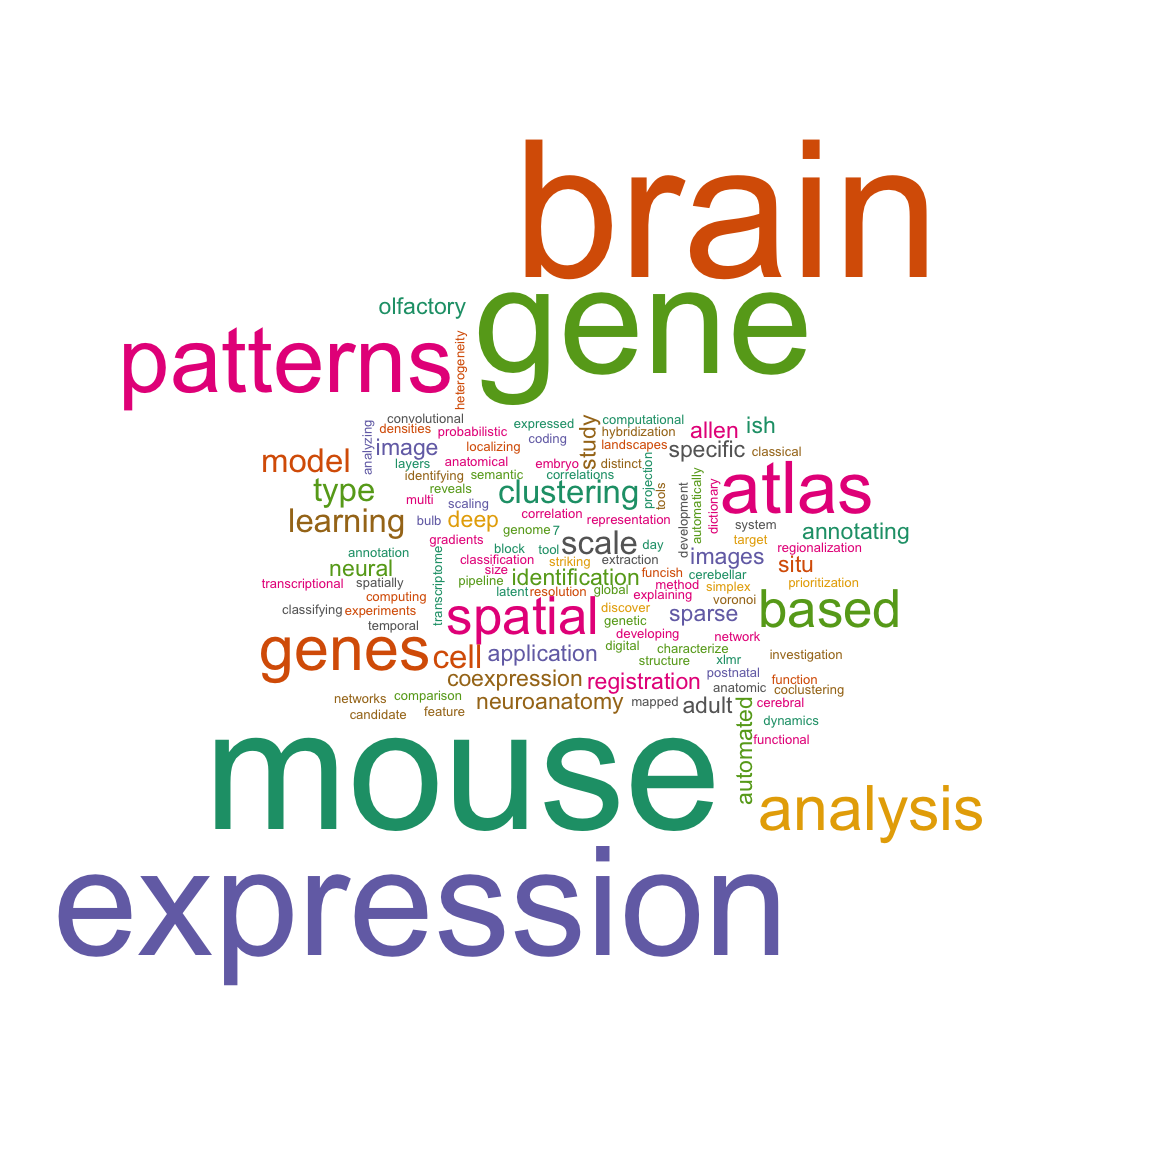 brain
gene
olfactory
patterns
heterogeneity
convolutional
densities
probabilistic
expressed
coding
computational
hybridization
landscapes
study
allen
ish
analyzing
image
localizing
specific
classical
model
layers
anatomical
embryo
distinct
projection
identifying
semantic
correlations
tools
automatically
dictionary
atlas
type
reveals
clustering
multi
scaling
development
learning
bulb
deep
correlation
representation
system
annotating
genome
7
target
gradients
scale
day
images
regionalization
annotation
block
tool
situ
neural
transcriptome
classification
striking
extraction
size
identification
funcish
cerebellar
transcriptional
spatially
pipeline
method
simplex
prioritization
computing
latent
resolution
global
explaining
voronoi
based
classifying
experiments
spatial
discover
sparse
temporal
genetic
developing
network
genes
cell
application
digital
characterize
structure
xlmr
investigation
coexpression
registration
postnatal
function
anatomic
coclustering
networks
comparison
neuroanatomy
mapped
adult
cerebral
candidate
feature
automated
dynamics
functional
mouse
analysis
expression